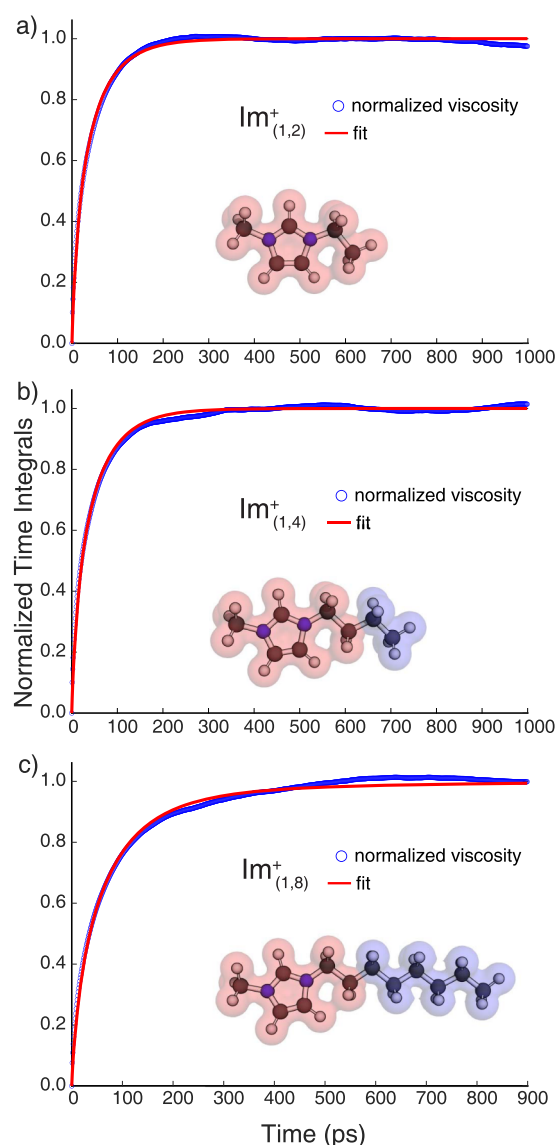 a)
1.0
0.8
0.6
0.4
0.2
0.0
Im+(1,2)
normalized viscosity
fit
0 100 200 300 400 500 600 700 800 900 1000
b)
Normalized Time Integrals
1.0
0.8
0.6
0.4
0.2
0.0
Im+(1,4)
normalized viscosity
fit
0 100 200 300 400 500 600 700 800 900 1000
c)
1.0
0.8
0.6
0.4
0.2
0.0
Im+(1,8)
normalized viscosity
fit
0 100 200 300 400 500 600 700 800 900
Time (ps)